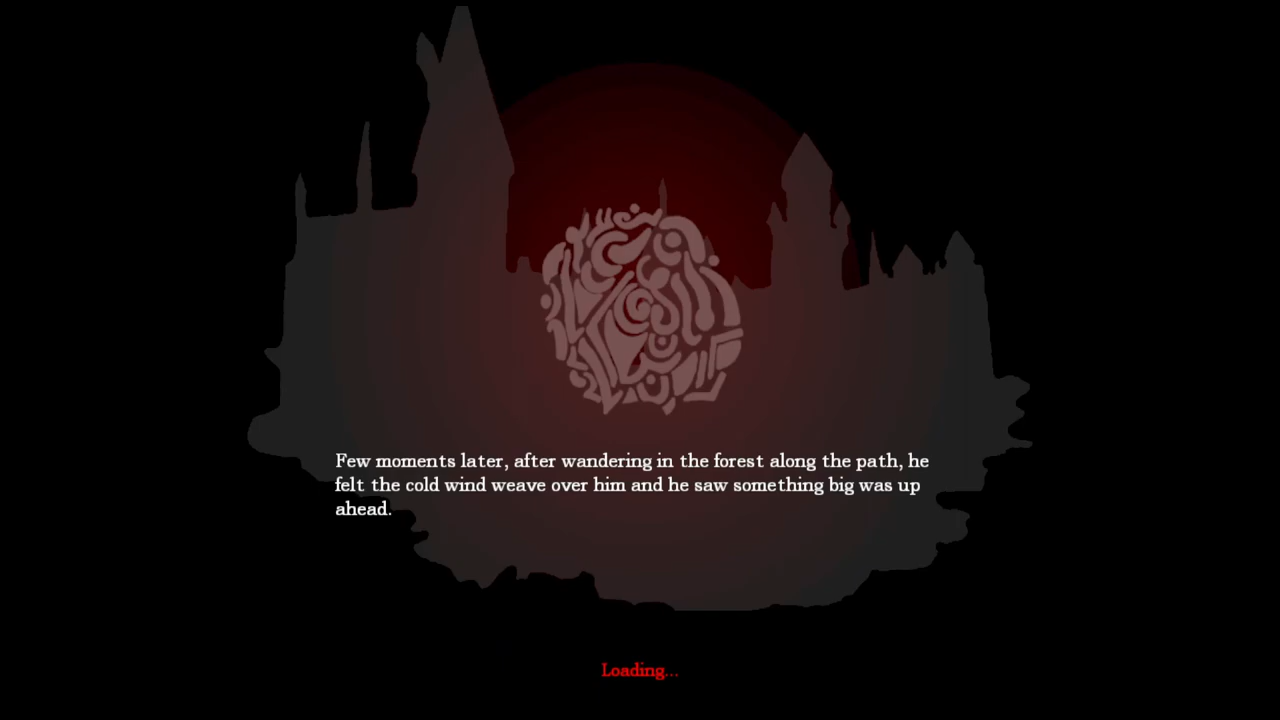 Few moments later, after wandering in the forest along the path, he
felt the cold wind weave over him and he saw something big was up
ahead.
Loading...